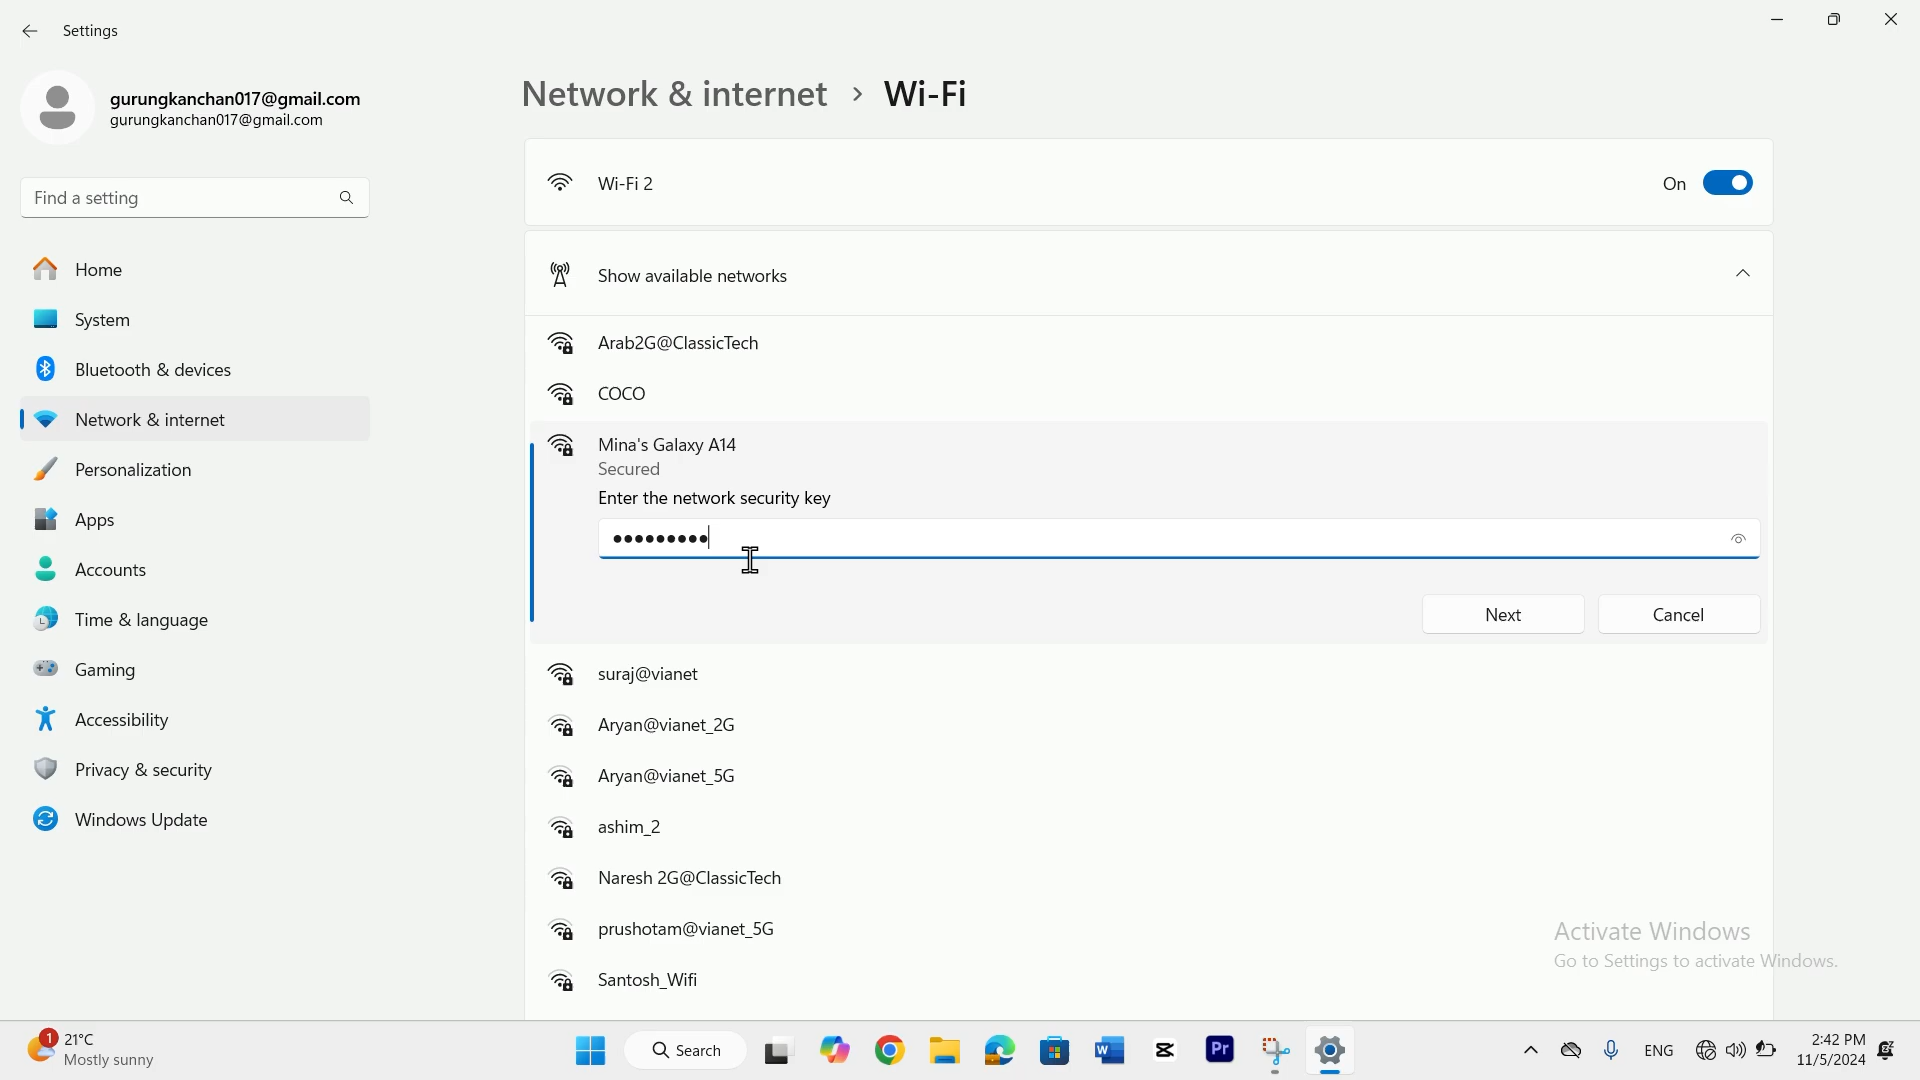 Settings
gurungkanchan017@gmail.com
gurungkanchan017@gmail.com
Find a setting
Home
System
Bluetooth & devices
Network & internet
Personalization
Apps
Accounts
Time & language
Gaming
Accessibility
Privacy & security
Windows Update
Network & internet > Wi-Fi
Wi-Fi 2
On
Show available networks
Arab2G@ClassicTech
COCO
Mina's Galaxy A14
Secured
Enter the network security key
•••••••••
Next
Cancel
suraj@vianet
Aryan@vianet_2G
Aryan@vianet_5G
ashim_2
Naresh 2G@ClassicTech
prushotam@vianet_5G
Santosh_Wifi
Activate Windows
Go to Settings to activate Windows.
1
21°C
Mostly sunny
Search
Pr
ENG
2:42 PM
11/5/2024